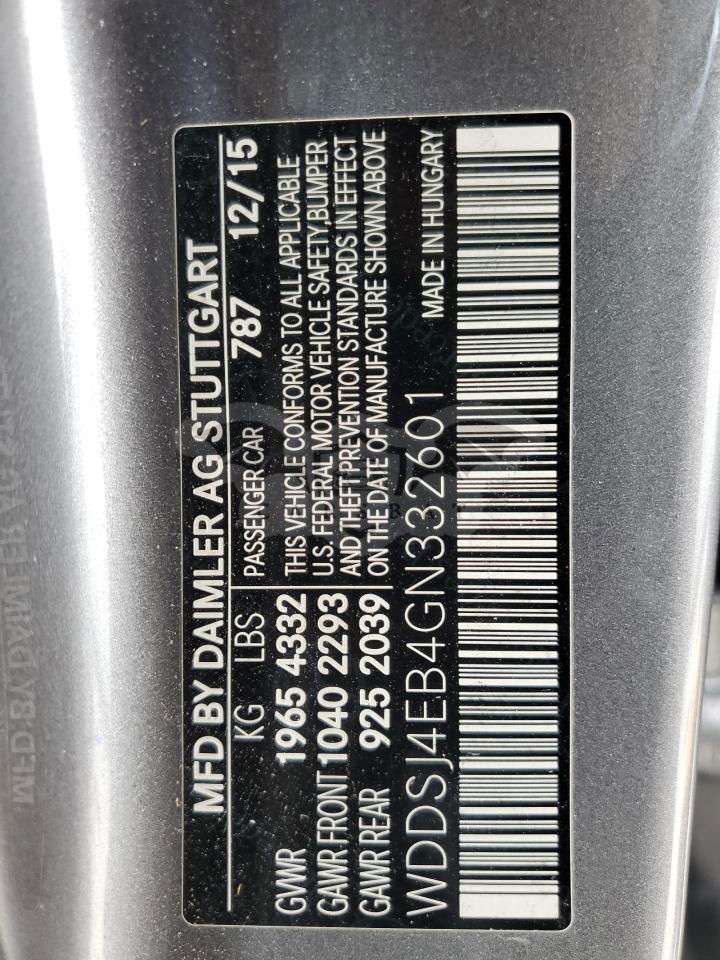 MFD BY DAIMLER AG STUTTGART
KG LBS PASSENGER CAR 787 12/15
GVWR 1965 4332 THIS VEHICLE CONFORMS TO ALL APPLICABLE
GAWR FRONT 1040 2293 U.S. FEDERAL MOTOR VEHICLE SAFETY,BUMPER
AND THEFT PREVENTION STANDARDS IN EFFECT
GAWR REAR 925 2039 ON THE DATE OF MANUFACTURE SHOWN ABOVE.
WDDSJ4EB4GN332601 MADE IN HUNGARY